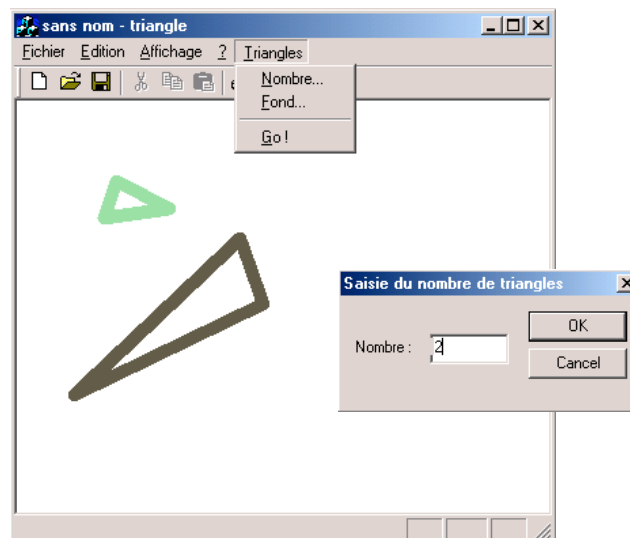 sans nom - triangle
Fichier Edition Affichage ? Triangles
Nombre...
Fond...
Go !
Saisie du nombre de triangles
Nombre : 2
OK
Cancel